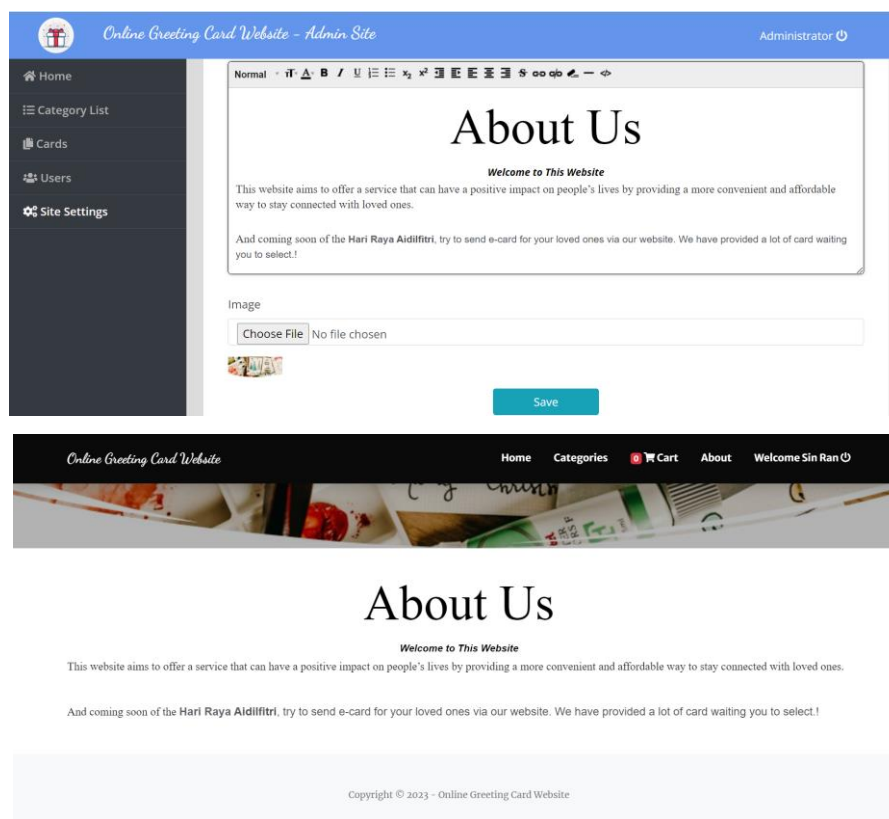 Online Greeting Card Website - Admin Site
Administrator
Home
Category List
Cards
Users
Site Settings
Normal
About Us
Welcome to This Website
This website aims to offer a service that can have a positive impact on people's lives by providing a more convenient and affordable
way to stay connected with loved ones.
And coming soon of the Hari Raya Aidilfitri, try to send e-card for your loved ones via our website. We have provided a lot of card waiting
you to select.!
Image
Choose File No file chosen
Save
Online Greeting Card Website
Home Categories 0 Cart About Welcome Sin Ran
About Us
Welcome to This Website
This website aims to offer a service that can have a positive impact on people's lives by providing a more convenient and affordable way to stay connected with loved ones.
And coming soon of the Hari Raya Aidilfitri, try to send e-card for your loved ones via our website. We have provided a lot of card waiting you to select.!
Copyright © 2023 - Online Greeting Card Website